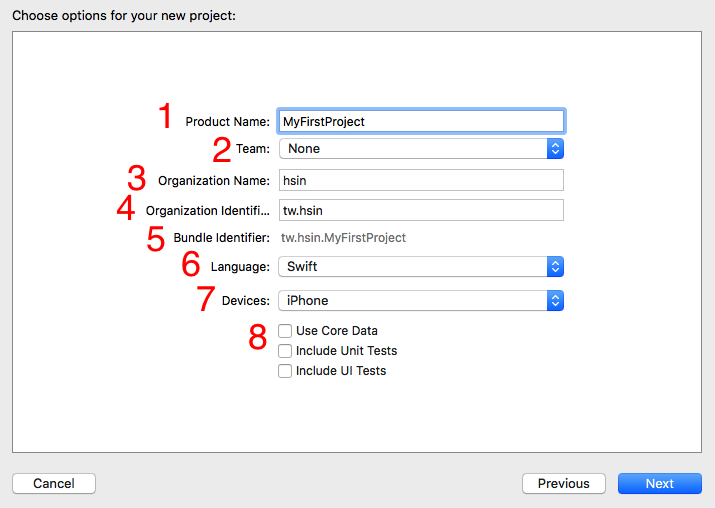 Choose options for your new project:
1 Product Name: MyFirstProject
2 Team: None
3 Organization Name: hsin
4 Organization Identifi... tw.hsin
5 Bundle Identifier: tw.hsin.MyFirstProject
6 Language: Swift
7 Devices: iPhone
8 Use Core Data
Include Unit Tests
Include UI Tests
Cancel Previous Next